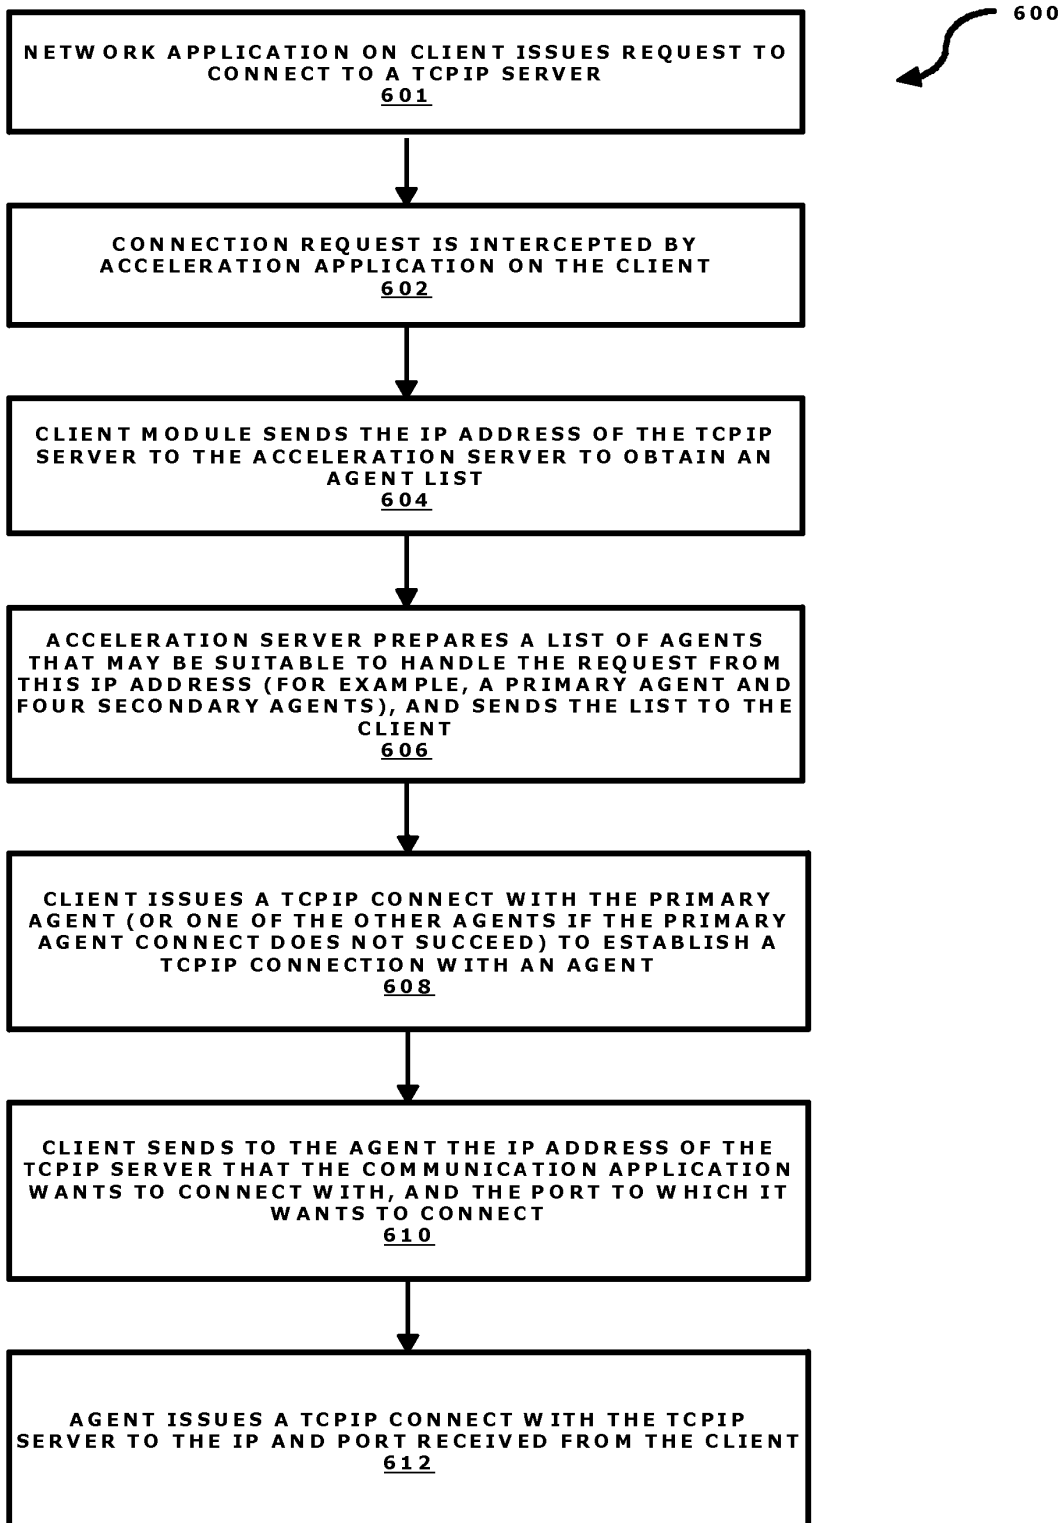 600
NETWORK APPLICATION ON CLIENT ISSUES REQUEST TO
CONNECT TO A TCPIP SERVER
601
CONNECTION REQUEST IS INTERCEPTED BY
ACCELERATION APPLICATION ON THE CLIENT
602
CLIENT MODULE SENDS THE IP ADDRESS OF THE TCPIP
SERVER TO THE ACCELERATION SERVER TO OBTAIN AN
AGENT LIST
604
ACCELERATION SERVER PREPARES A LIST OF AGENTS
THAT MAY BE SUITABLE TO HANDLE THE REQUEST FROM
THIS IP ADDRESS (FOR EXAMPLE, A PRIMARY AGENT AND
FOUR SECONDARY AGENTS), AND SENDS THE LIST TO THE
CLIENT
606
CLIENT ISSUES A TCPIP CONNECT WITH THE PRIMARY
AGENT (OR ONE OF THE OTHER AGENTS IF THE PRIMARY
AGENT CONNECT DOES NOT SUCCEED) TO ESTABLISH A
TCPIP CONNECTION WITH AN AGENT
608
CLIENT SENDS TO THE AGENT THE IP ADDRESS OF THE
TCPIP SERVER THAT THE COMMUNICATION APPLICATION
WANTS TO CONNECT WITH, AND THE PORT TO WHICH IT
WANTS TO CONNECT
610
AGENT ISSUES A TCPIP CONNECT WITH THE TCPIP
SERVER TO THE IP AND PORT RECEIVED FROM THE CLIENT
612